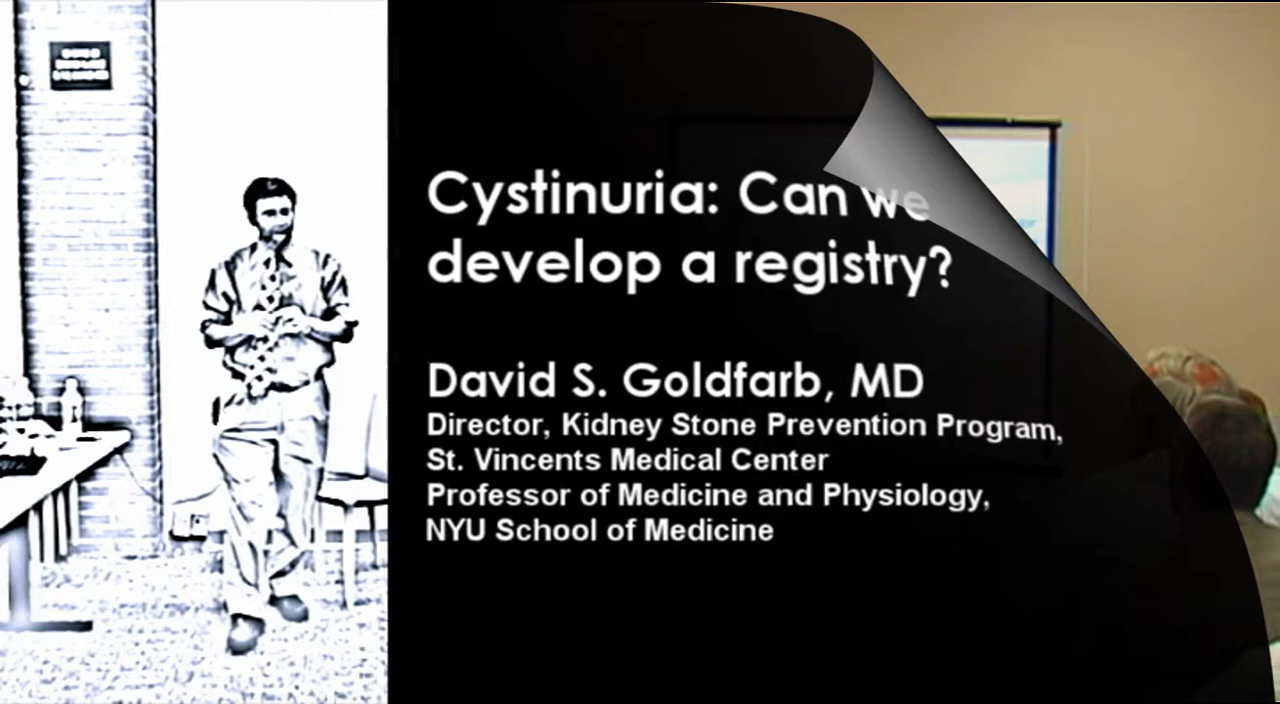 Cystinuria: Can we
develop a registry?
David S. Goldfarb, MD
Director, Kidney Stone Prevention Program,
St. Vincents Medical Center
Professor of Medicine and Physiology,
NYU School of Medicine